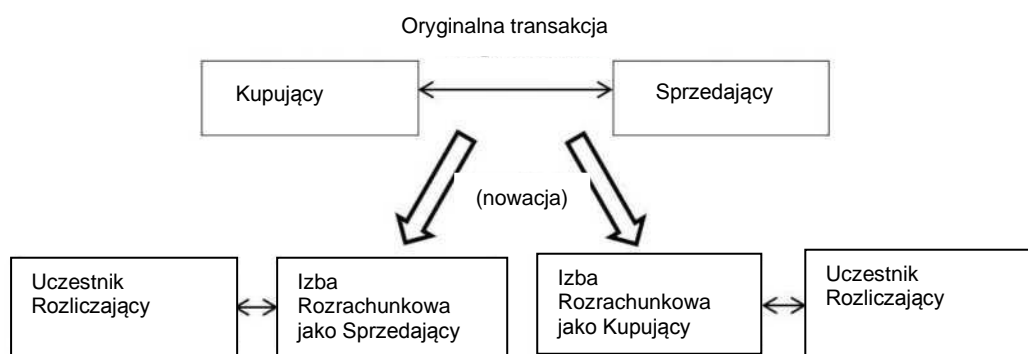 Oryginalna transakcja
Kupujący
Sprzedający
(nowacja)
Uczestnik
Rozliczający
Izba
Rozrachunkowa
jako Sprzedający
Izba
Rozrachunkowa
jako Kupujący
Uczestnik
Rozliczający